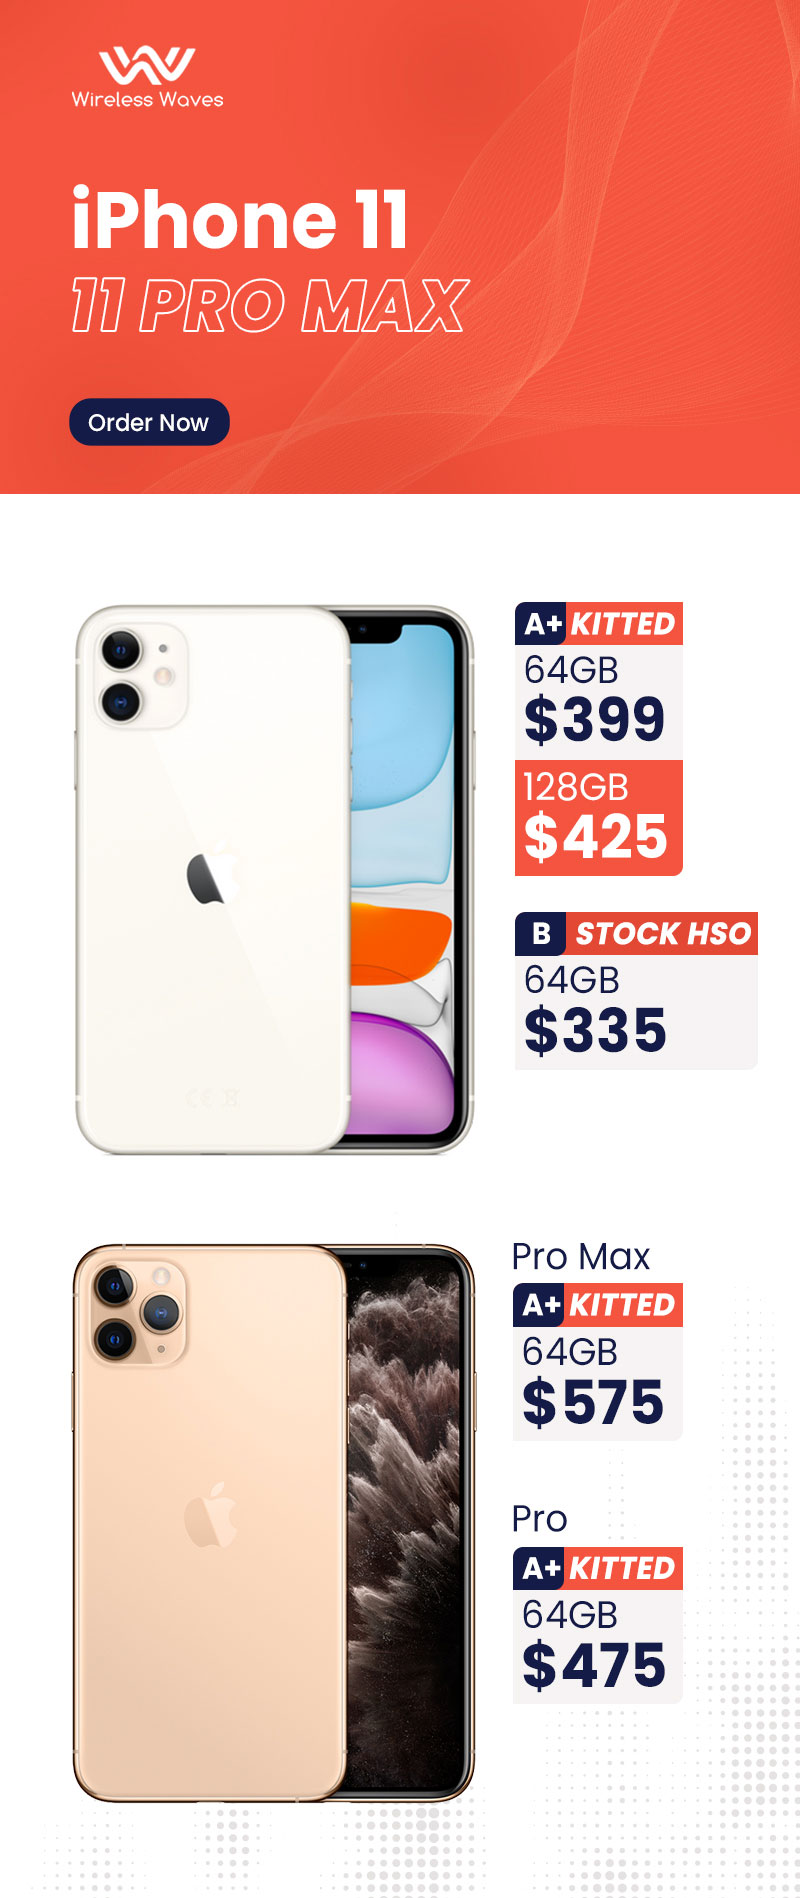 Wireless Waves
iPhone 11
11 PRO MAX
Order Now
A+ KITTED
64GB
$399
128GB
$425
B STOCK HSO
64GB
$335
Pro Max
A+ KITTED
64GB
$575
Pro
A+ KITTED
64GB
$475